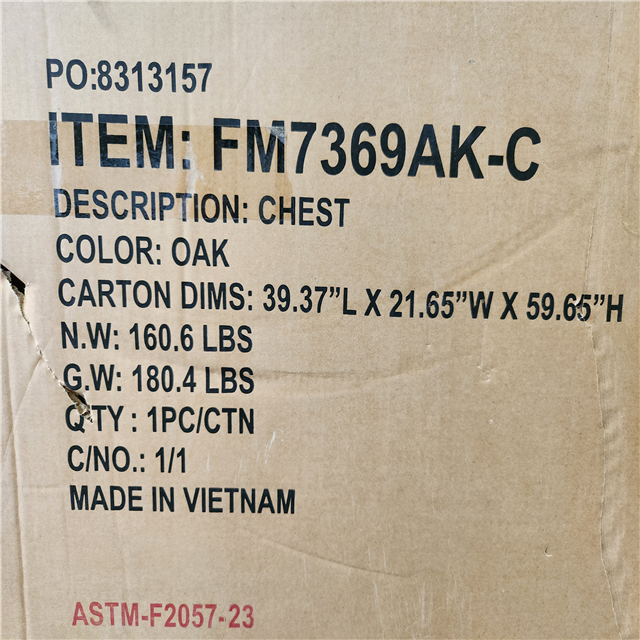 PO:8313157
ITEM: FM7369AK-C
DESCRIPTION: CHEST
COLOR: OAK
CARTON DIMS: 39.37”L X 21.65”W X 59.65”H
N.W: 160.6 LBS
G.W: 180.4 LBS
Q'TY : 1PC/CTN
C/NO.: 1/1
MADE IN VIETNAM
ASTM-F2057-23